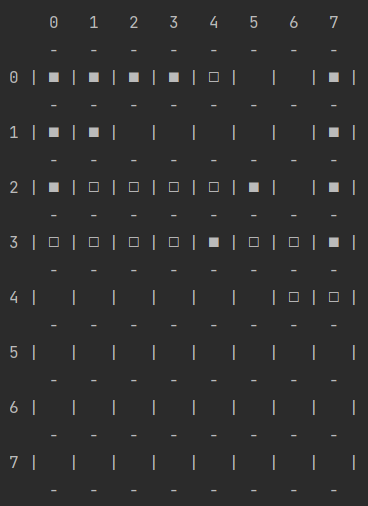 0 1 2 3 4 5 6 7
- - - - - - - -
0 | ■ | ■ | ■ | ■ | □ |   |   | ■ |
- - - - - - - -
1 | ■ | ■ |   |   |   |   |   | ■ |
- - - - - - - -
2 | ■ | □ | □ | □ | □ | ■ |   | ■ |
- - - - - - - -
3 | □ | □ | □ | □ | ■ | □ | □ | ■ |
- - - - - - - -
4 |   |   |   |   |   |   | □ | □ |
- - - - - - - -
5 |   |   |   |   |   |   |   |   |
- - - - - - - -
6 |   |   |   |   |   |   |   |   |
- - - - - - - -
7 |   |   |   |   |   |   |   |   |
- - - - - - - -